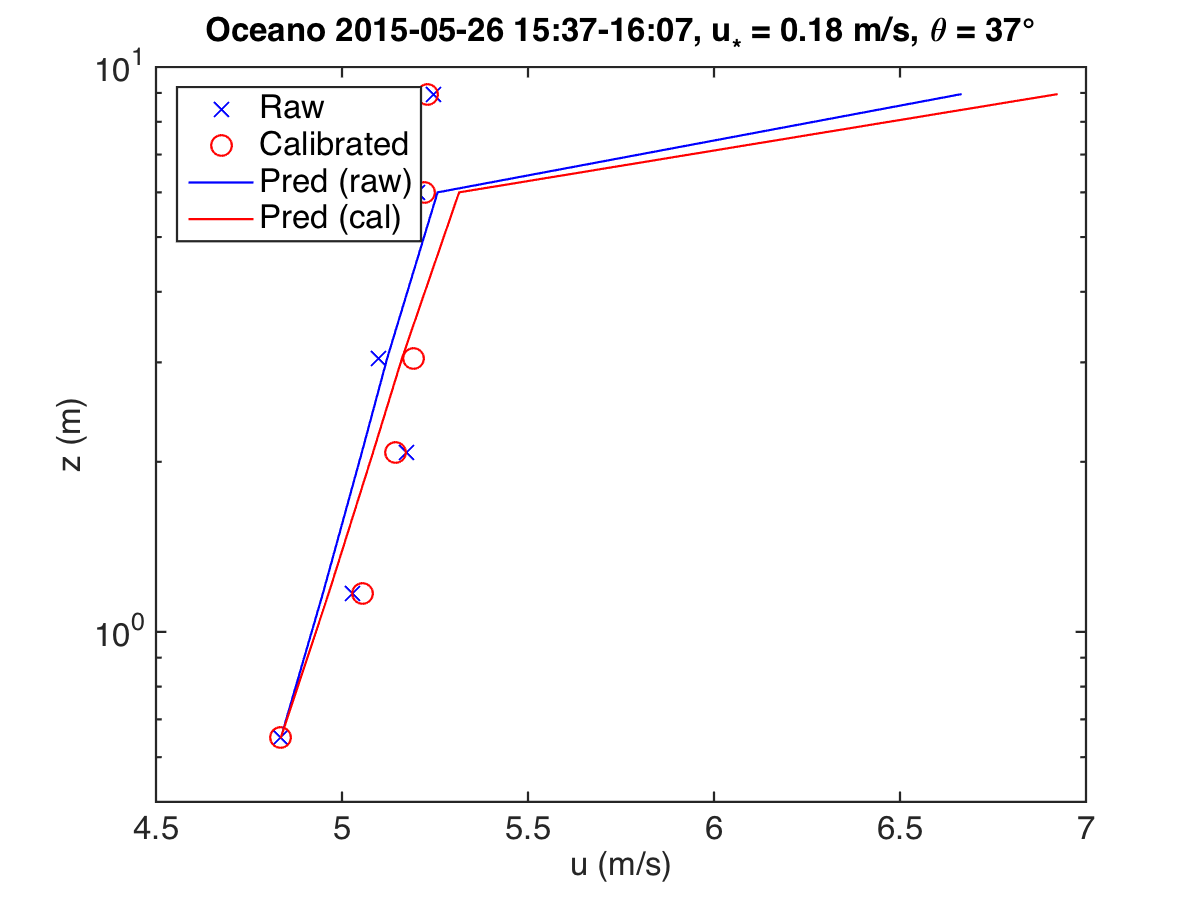 Oceano 2015-05-26 15:37-16:07, u* = 0.18 m/s, θ = 37°
10^1
Raw
Calibrated
Pred (raw)
Pred (cal)
z (m)
10^0
4.5 5 5.5 6 6.5 7
u (m/s)